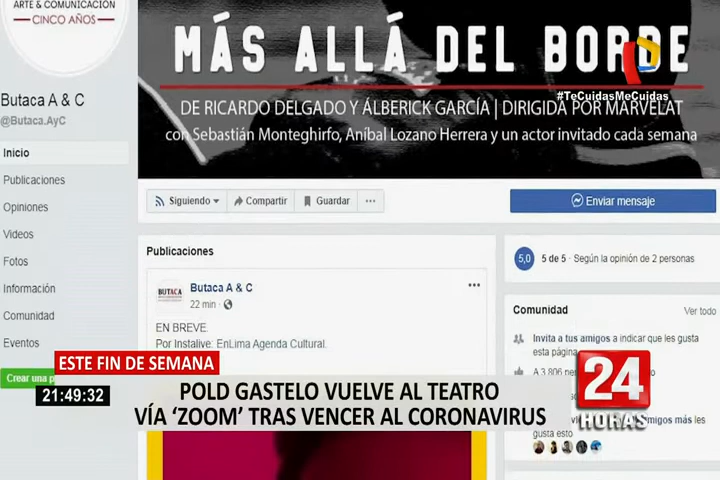 ARTE & COMUNICACIÓN
CINCO AÑOS
Butaca A & C
@Butaca.AyC
Inicio
Publicaciones
Opiniones
Videos
Fotos
Información
Comunidad
Eventos
Crear una
MÁS ALLÁ DEL BORDE
#TeCuidasMeCuidas
DE RICARDO DELGADO Y ÁLBERICK GARCÍA | DIRIGIDA POR MARVELAT
con Sebastián Monteghirfo, Aníbal Lozano Herrera y un actor invitado cada semana
Siguiendo
Compartir
Guardar
Enviar mensaje
Publicaciones
BUTACA
Butaca A & C
22 min
EN BREVE.
Por Instalive: EnLima Agenda Cultural.
5,0
5 de 5 · Según la opinión de 2 personas
Comunidad
Ver todo
Invita a tus amigos a indicar que les gusta
esta página
A 3.806
amigos más les
gusta esto
ESTE FIN DE SEMANA
21:49:32
POLD GASTELO VUELVE AL TEATRO
VÍA ‘ZOOM’ TRAS VENCER AL CORONAVIRUS
24
HORAS